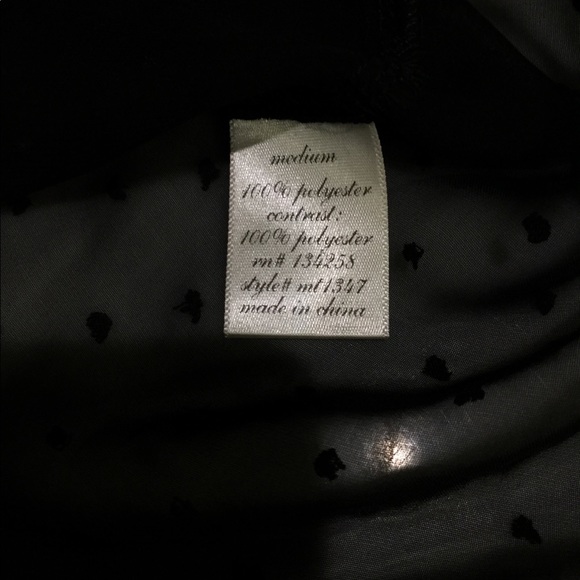 medium
100% polyester
contrast:
100% polyester
rn# 134258
style# mt1347
made in china